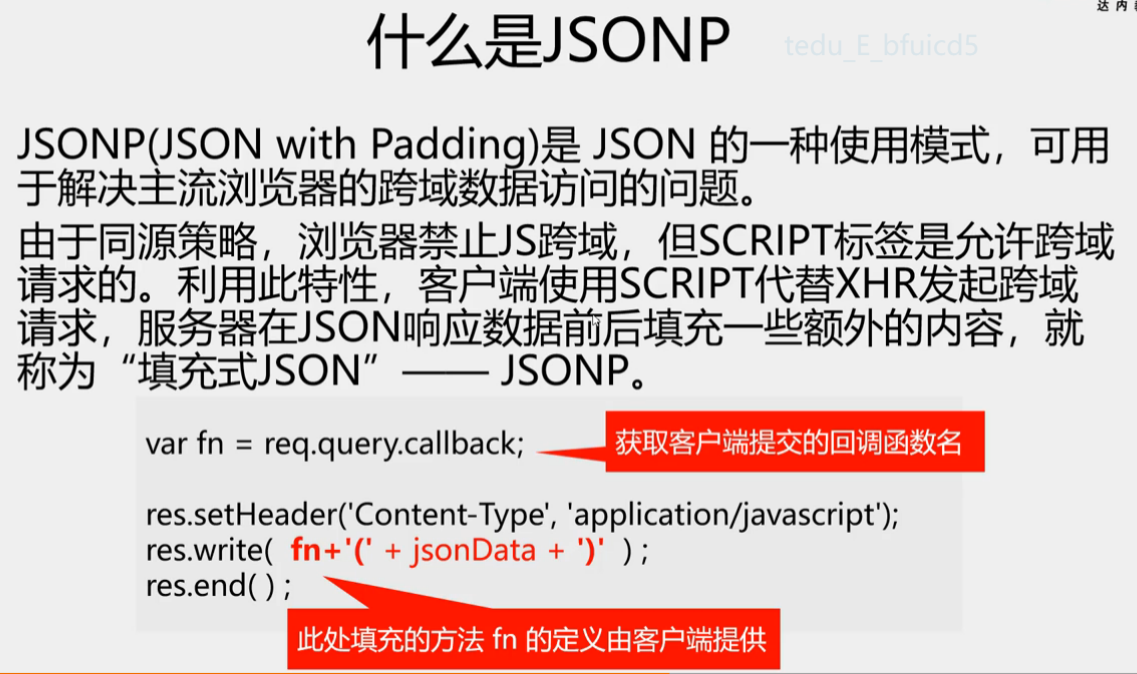 达内
什么是JSONP
tedu_E_bfuicd5
JSONP(JSON with Padding)是 JSON 的一种使用模式，可用
于解决主流浏览器的跨域数据访问的问题。
由于同源策略，浏览器禁止JS跨域，但SCRIPT标签是允许跨域
请求的。利用此特性，客户端使用SCRIPT代替XHR发起跨域
请求，服务器在JSON响应数据前后填充一些额外的内容，就
称为“填充式JSON” —— JSONP。
var fn = req.query.callback;
获取客户端提交的回调函数名
res.setHeader('Content-Type', 'application/javascript');
res.write( fn+'(' + jsonData + ')' ) ;
res.end( ) ;
此处填充的方法 fn 的定义由客户端提供